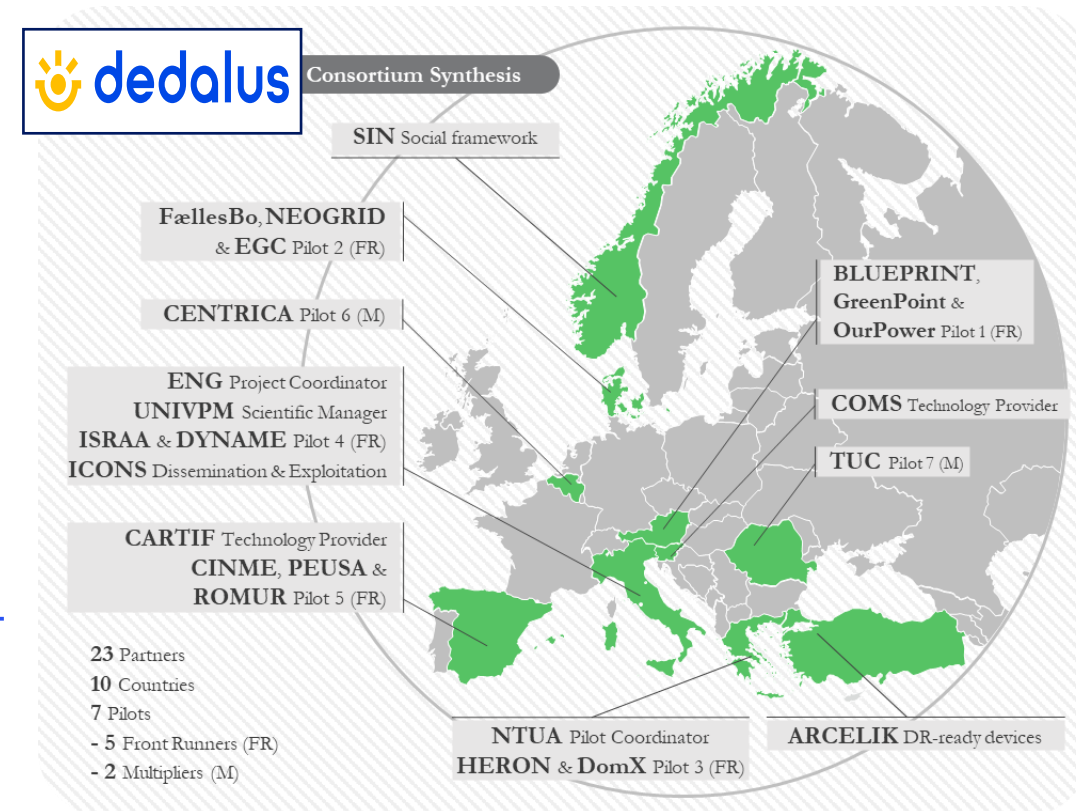 dedalus
Consortium Synthesis
SIN Social framework
FællesBo, NEOGRID
& EGC Pilot 2 (FR)
CENTRICA Pilot 6 (M)
ENG Project Coordinator
UNIVPM Scientific Manager
ISRAA & DYNAME Pilot 4 (FR)
ICONS Dissemination & Exploitation
CARTIF Technology Provider
CINME, PEUSA &
ROMUR Pilot 5 (FR)
BLUEPRINT,
GreenPoint &
OurPower Pilot 1 (FR)
COMS Technology Provider
TUC Pilot 7 (M)
23 Partners
10 Countries
7 Pilots
- 5 Front Runners (FR)
- 2 Multipliers (M)
NTUA Pilot Coordinator
HERON & DomX Pilot 3 (FR)
ARCELIK DR-ready devices